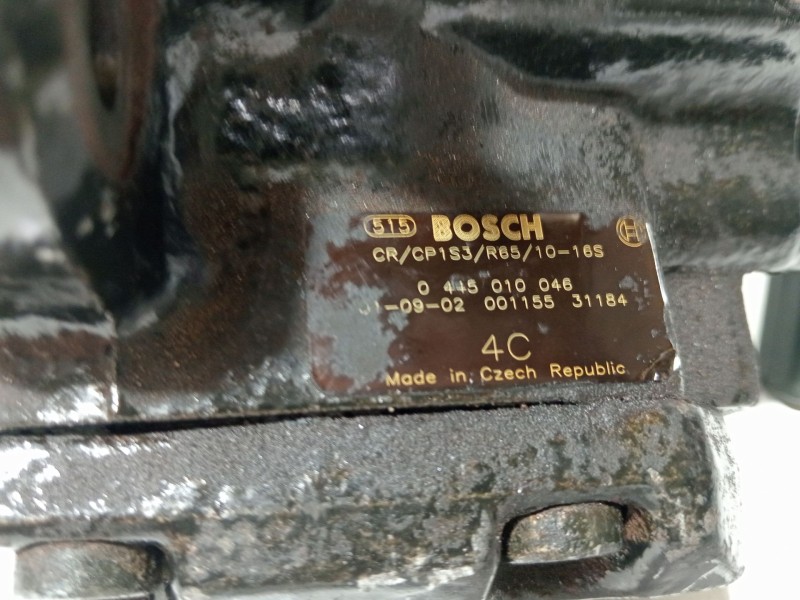 515 BOSCH
CR/CP1S3/R65/10-16S
0 445 010 046
01-09-02 001155 31184
4C
Made in Czech Republic